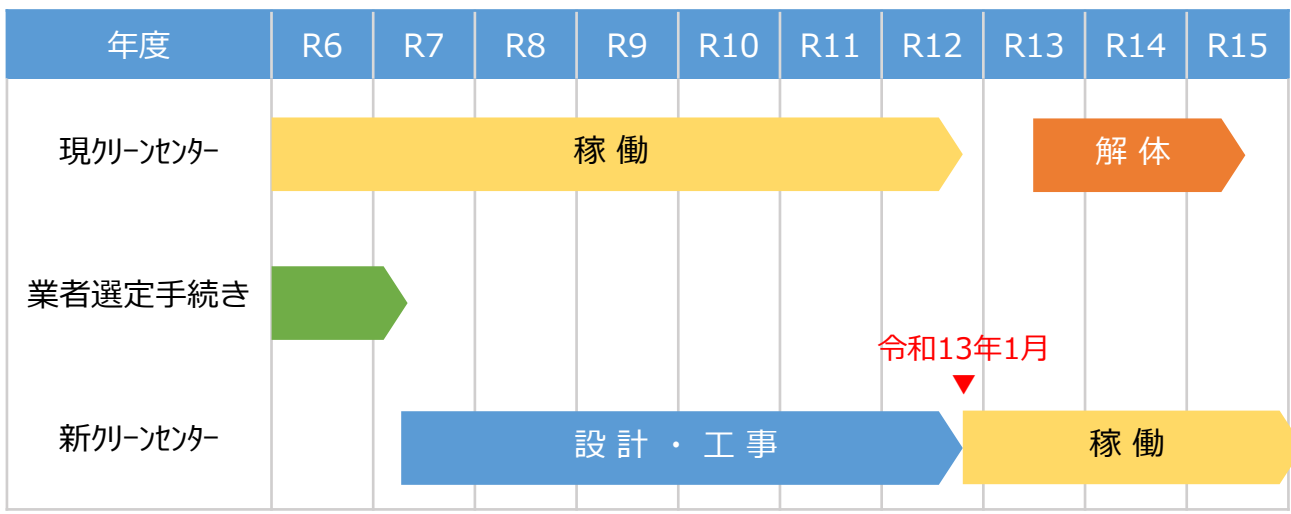 年度 R6 R7 R8 R9 R10 R11 R12 R13 R14 R15
現クリーンセンター 稼働 解体
業者選定手続き
令和13年1月
新クリーンセンター 設計・工事 稼働